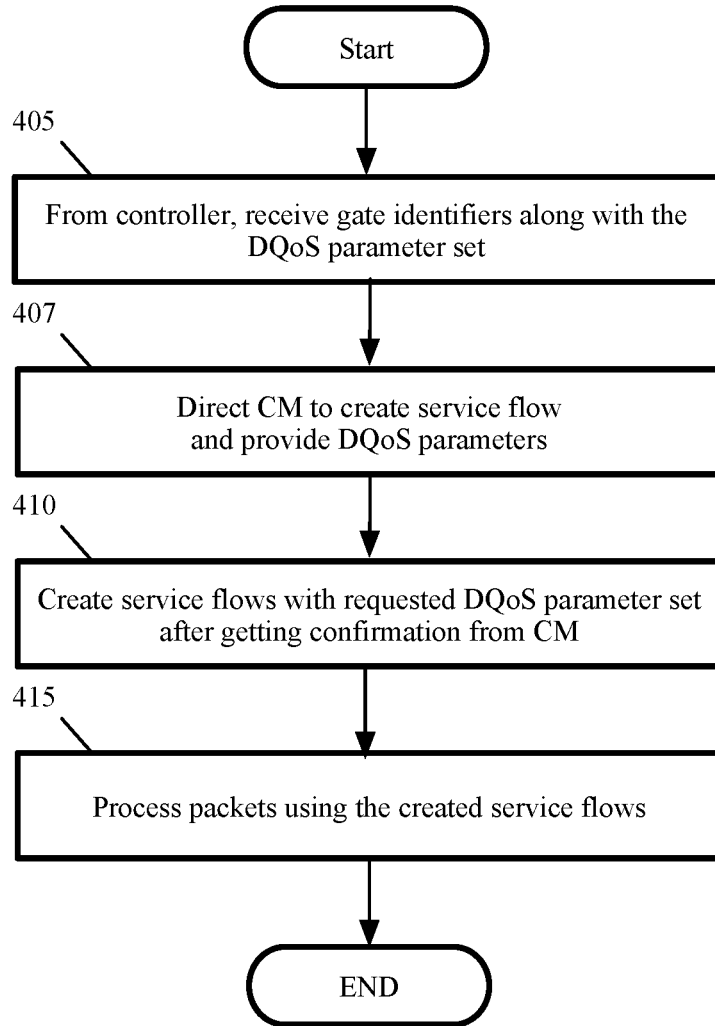 Start
405
From controller, receive gate identifiers along with the
DQoS parameter set
407
Direct CM to create service flow
and provide DQoS parameters
410
Create service flows with requested DQoS parameter set
after getting confirmation from CM
415
Process packets using the created service flows
END